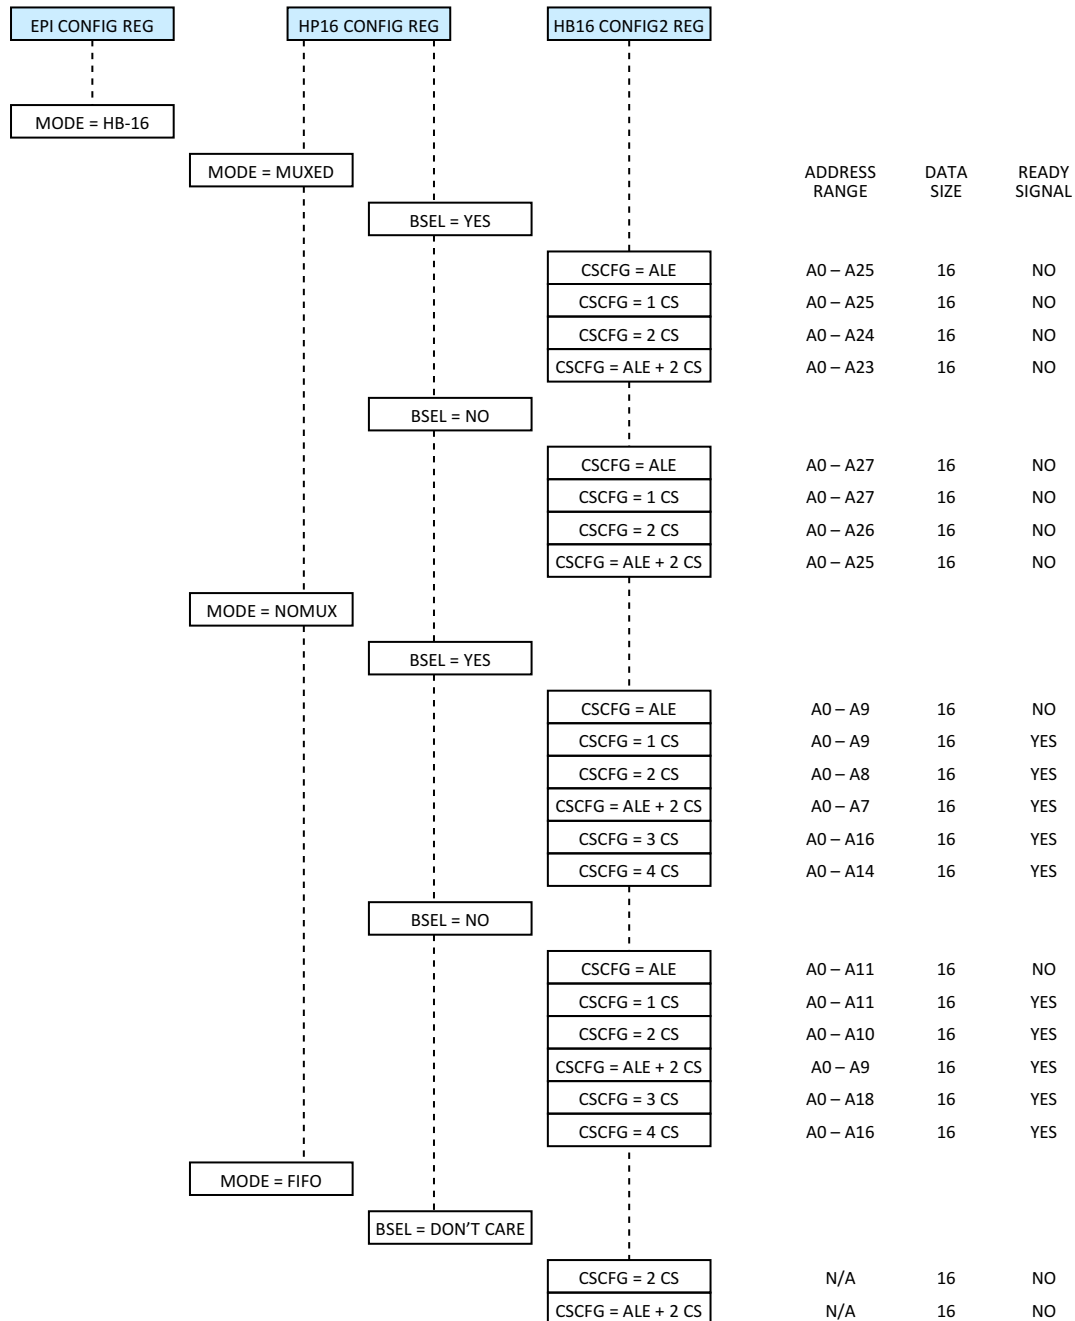 EPI CONFIG REG HP16 CONFIG REG HB16 CONFIG2 REG
MODE = HB-16
MODE = MUXED
ADDRESS RANGE DATA SIZE READY SIGNAL
BSEL = YES
CSCFG = ALE A0 – A25 16 NO
CSCFG = 1 CS A0 – A25 16 NO
CSCFG = 2 CS A0 – A24 16 NO
CSCFG = ALE + 2 CS A0 – A23 16 NO
BSEL = NO
CSCFG = ALE A0 – A27 16 NO
CSCFG = 1 CS A0 – A27 16 NO
CSCFG = 2 CS A0 – A26 16 NO
CSCFG = ALE + 2 CS A0 – A25 16 NO
MODE = NOMUX
BSEL = YES
CSCFG = ALE A0 – A9 16 NO
CSCFG = 1 CS A0 – A9 16 YES
CSCFG = 2 CS A0 – A8 16 YES
CSCFG = ALE + 2 CS A0 – A7 16 YES
CSCFG = 3 CS A0 – A16 16 YES
CSCFG = 4 CS A0 – A14 16 YES
BSEL = NO
CSCFG = ALE A0 – A11 16 NO
CSCFG = 1 CS A0 – A11 16 YES
CSCFG = 2 CS A0 – A10 16 YES
CSCFG = ALE + 2 CS A0 – A9 16 YES
CSCFG = 3 CS A0 – A18 16 YES
CSCFG = 4 CS A0 – A16 16 YES
MODE = FIFO
BSEL = DON'T CARE
CSCFG = 2 CS N/A 16 NO
CSCFG = ALE + 2 CS N/A 16 NO